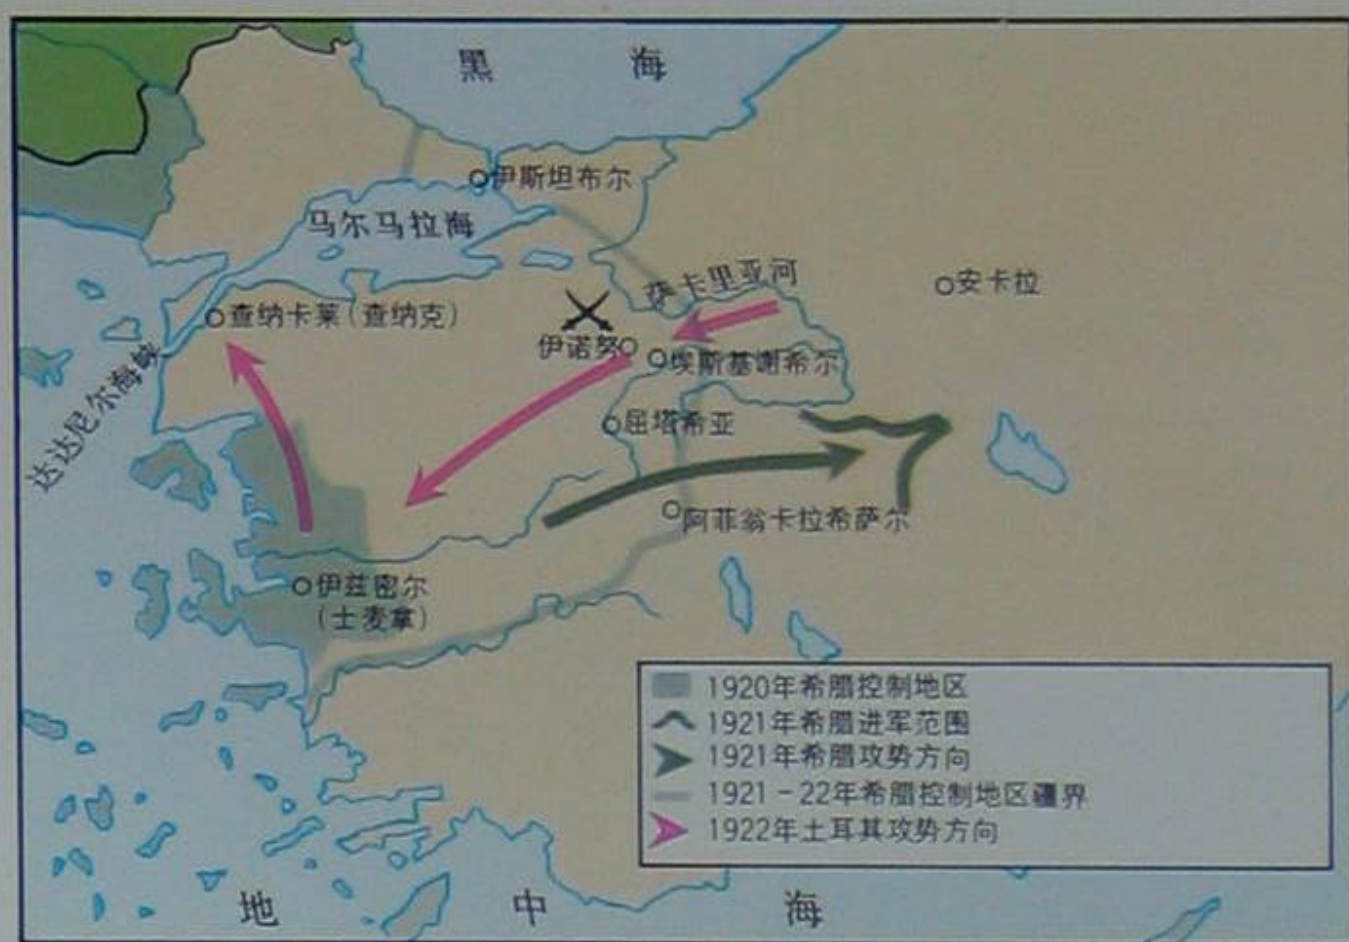 黑 海
伊斯坦布尔
马尔马拉海
萨卡里亚河
安卡拉
查纳卡莱(查纳克)
伊诺努
埃斯基谢希尔
达达尼尔海峡
屈塔希亚
阿菲翁卡拉希萨尔
伊兹密尔
(士麦拿)
1920年希腊控制地区
1921年希腊进军范围
1921年希腊攻势方向
1921-22年希腊控制地区疆界
1922年土耳其攻势方向
地 中 海